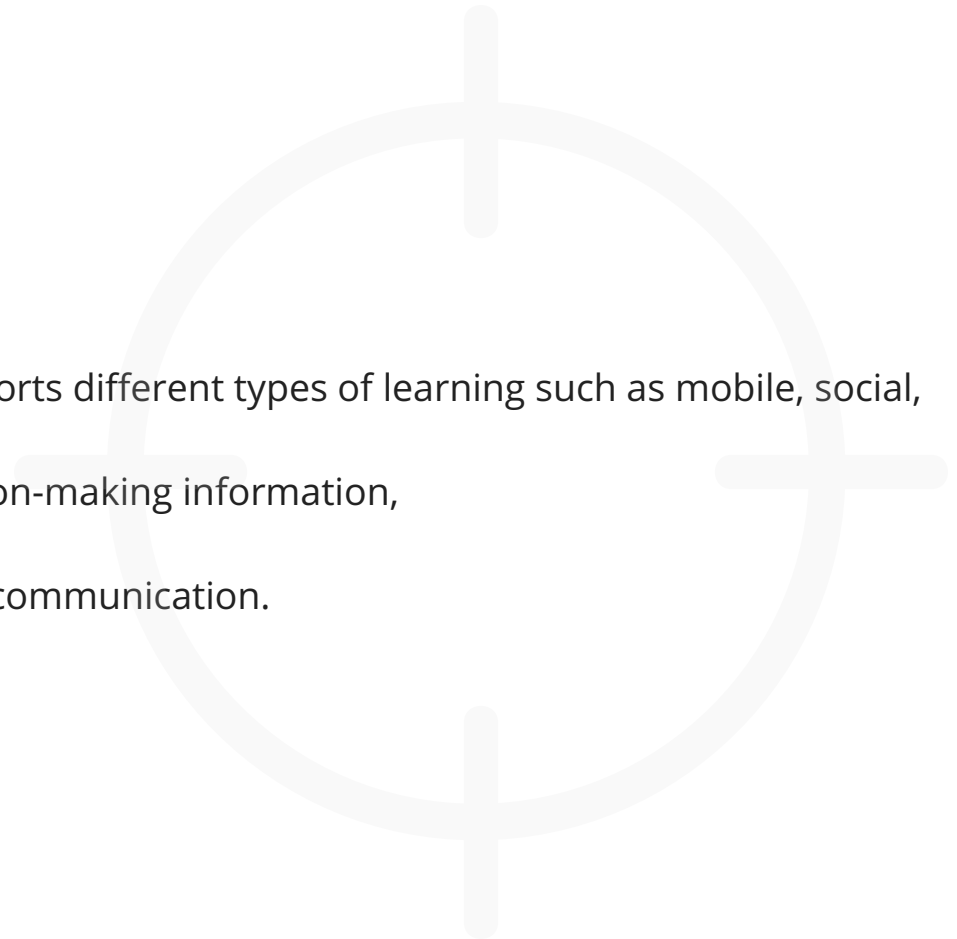 orts different types of learning such as mobile, social,
on-making information,
communication.